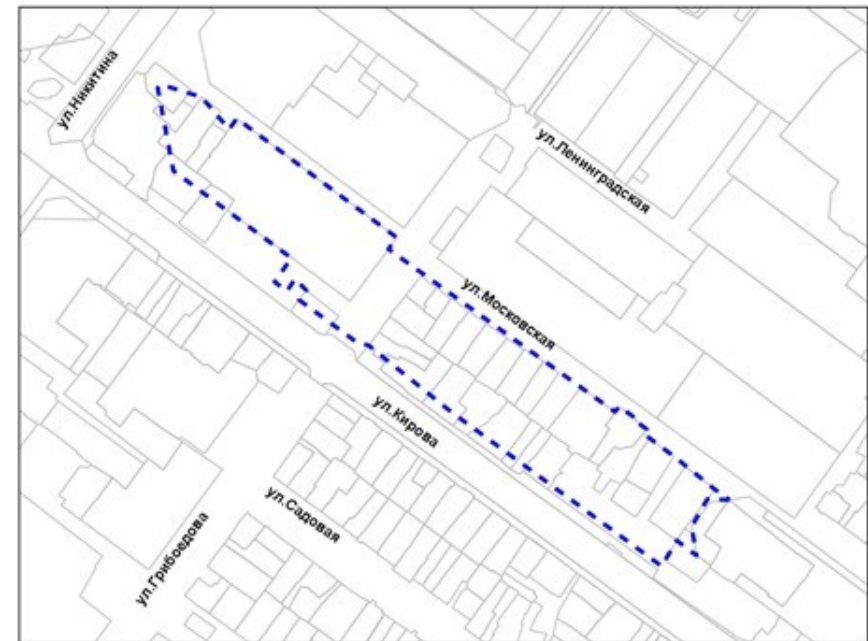 ул.Никитина
ул.Ленинградская
ул.Московская
ул.Кирова
ул.Садовая
ул.Грибоедова